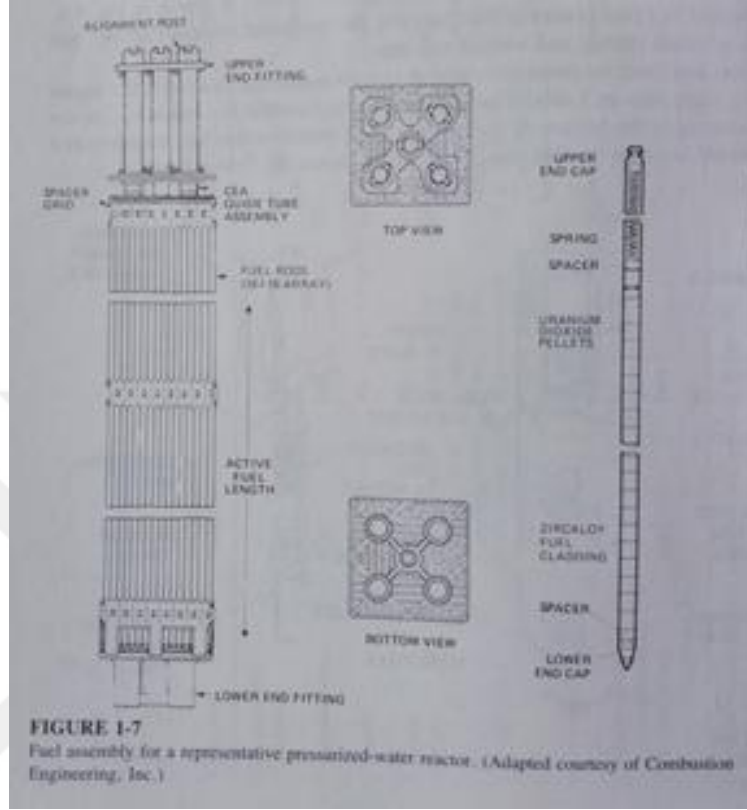 ALIGNMENT POST
UPPER
END FITTING
SPACER
GRID
CEA
GUIDE TUBE
ASSEMBLY
FUEL RODS
ACTIVE
FUEL
LENGTH
LOWER END FITTING
TOP VIEW
BOTTOM VIEW
UPPER
END CAP
SPRING
SPACER
URANIUM
DIOXIDE
PELLETS
ZIRCALOY
FUEL
CLADDING
SPACER
LOWER
END CAP
FIGURE 1-7
Fuel assembly for a representative pressurized-water reactor. (Adapted courtesy of Combustion
Engineering, Inc.)